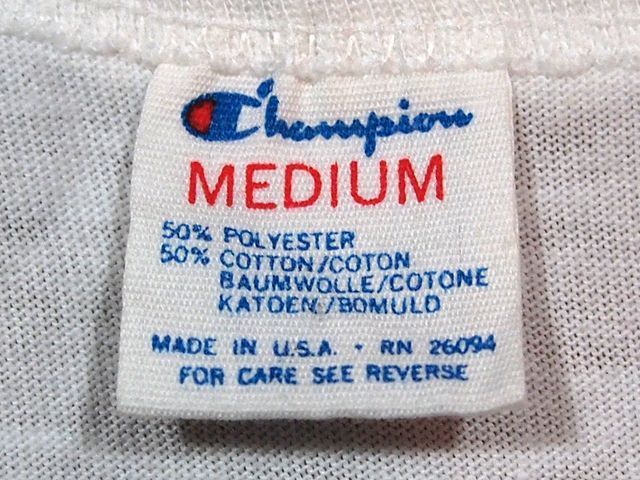 Champion
MEDIUM
50% POLYESTER
50% COTTON/COTON
BAUMWOLLE/COTONE
KATOEN/BOMULD
MADE IN U.S.A. · RN 26094
FOR CARE SEE REVERSE